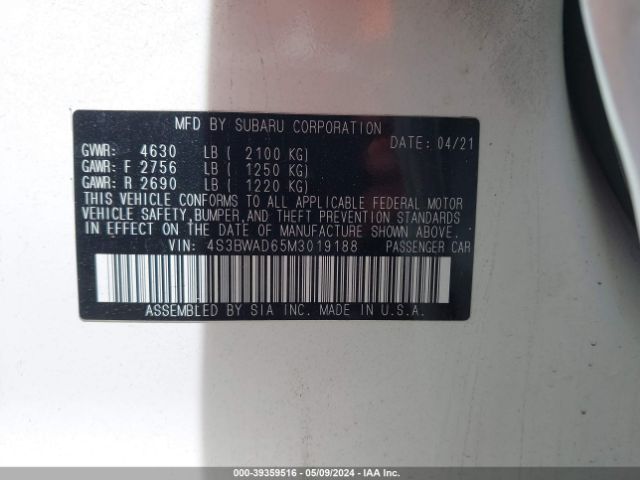 MFD BY SUBARU CORPORATION
DATE: 04/21
GVWR: 4630 LB ( 2100 KG)
GAWR: F 2756 LB ( 1250 KG)
GAWR: R 2690 LB ( 1220 KG)
THIS VEHICLE CONFORMS TO ALL APPLICABLE FEDERAL MOTOR
VEHICLE SAFETY, BUMPER, AND THEFT PREVENTION STANDARDS
IN EFFECT ON THE DATE OF MANUFACTURE SHOWN ABOVE.
VIN: 4S3BWAD65M3019188 PASSENGER CAR
ASSEMBLED BY SIA INC. MADE IN U.S.A.
000-39359516 - 05/09/2024 - IAA Inc.